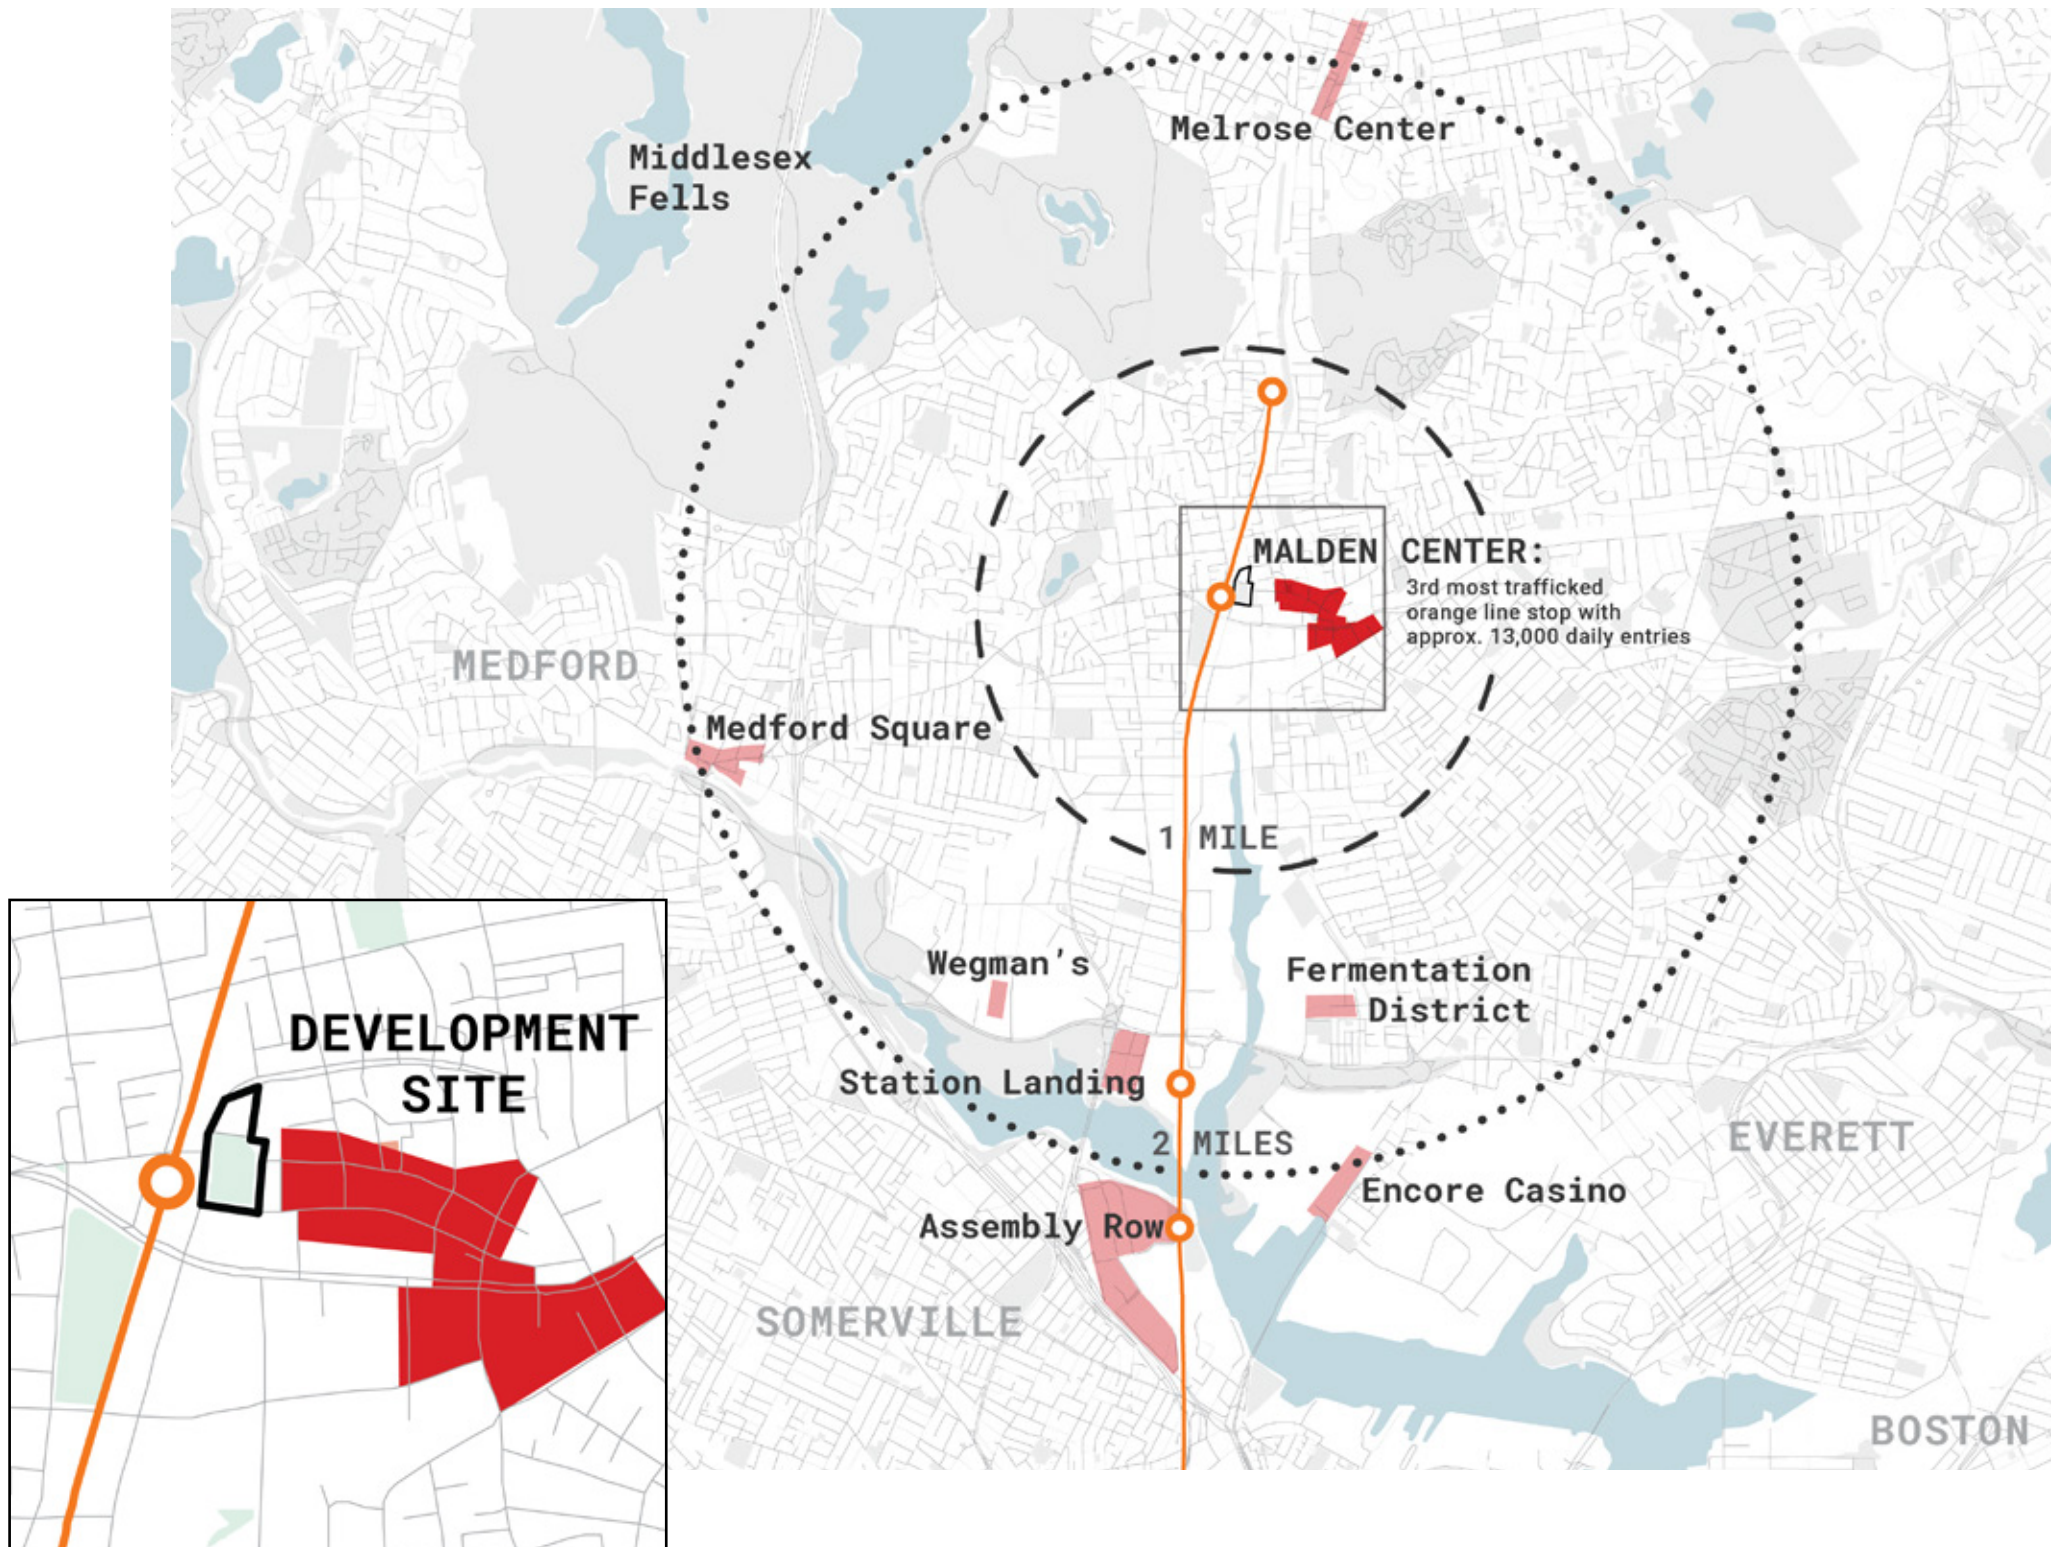 Melrose Center
Middlesex
Fells
MALDEN CENTER:
3rd most trafficked
orange line stop with
approx. 13,000 daily entries
MEDFORD
Medford Square
1 MILE
Wegman's
Fermentation
District
DEVELOPMENT
SITE
Station Landing
2 MILES
EVERETT
Encore Casino
Assembly Row
SOMERVILLE
BOSTON